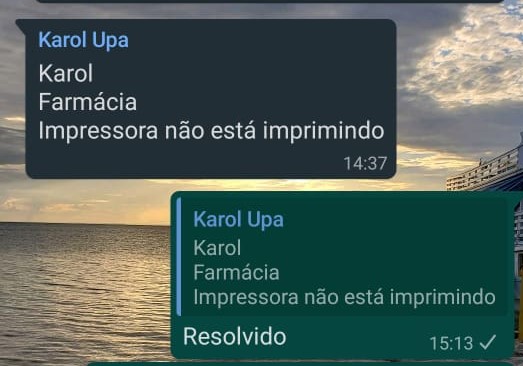 Karol Upa
Karol
Farmácia
Impressora não está imprimindo
14:37
Karol Upa
Karol
Farmácia
Impressora não está imprimindo
Resolvido
15:13